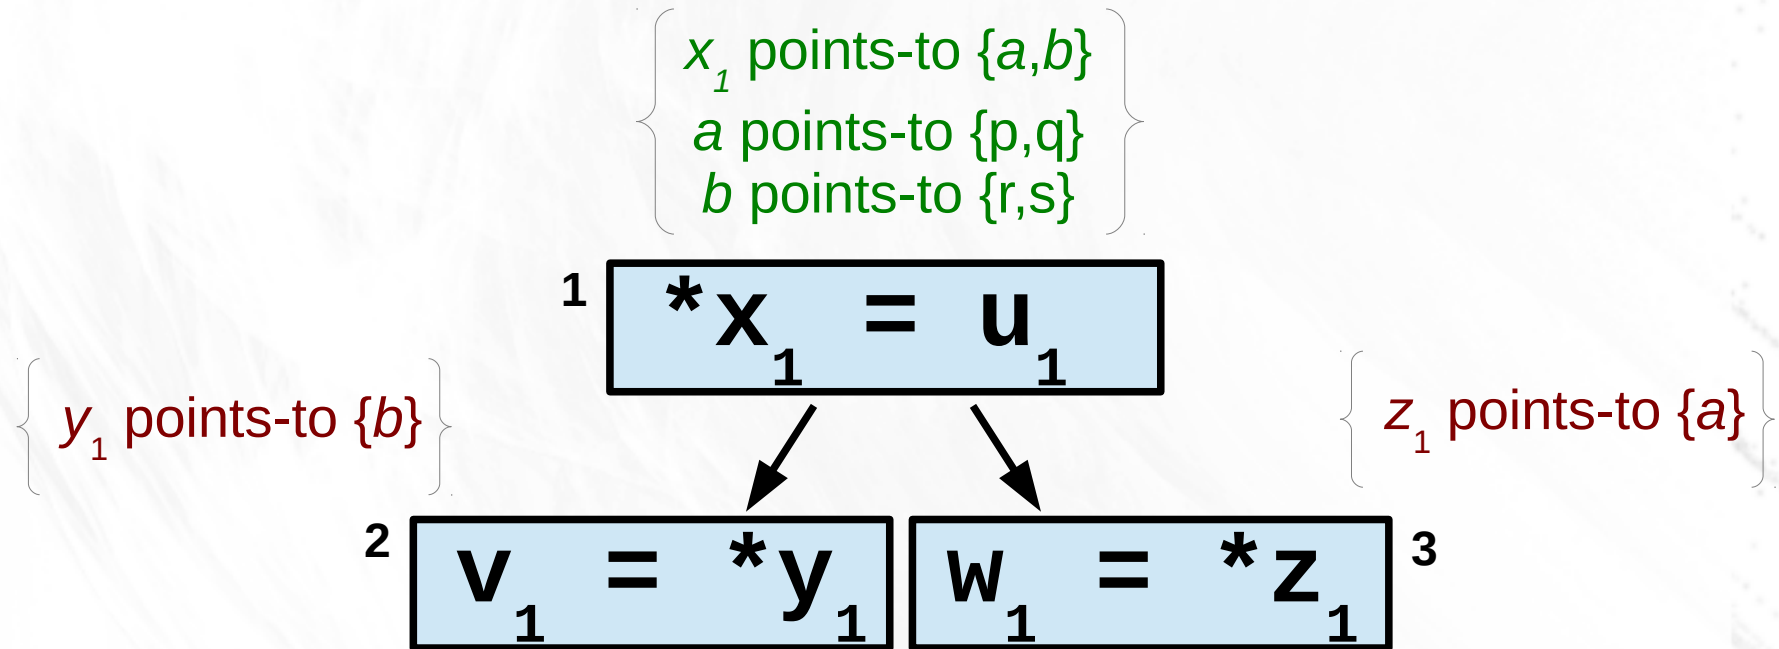 x1 points-to {a,b}
a points-to {p,q}
b points-to {r,s}
1
*x1 = u1
y1 points-to {b}
z1 points-to {a}
2
v1 = *y1
w1 = *z1
3